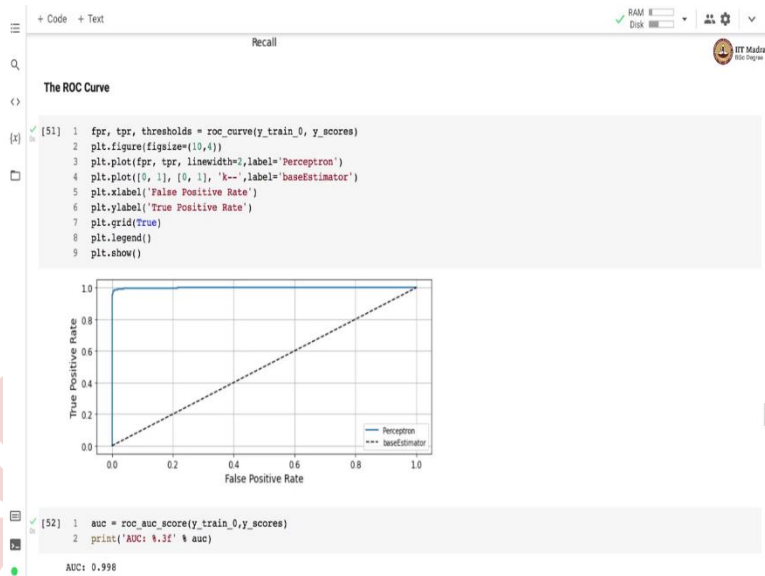 + Code + Text
RAM
Disk
Recall
IIT Madras
BSc Degree
The ROC Curve
{x}
[51] 1 fpr, tpr, thresholds = roc_curve(y_train_0, y_scores)
2 plt.figure(figsize=(10,4))
3 plt.plot(fpr, tpr, linewidth=2,label='Perceptron')
4 plt.plot([0, 1], [0, 1], 'k--',label='baseEstimator')
5 plt.xlabel('False Positive Rate')
6 plt.ylabel('True Positive Rate')
7 plt.grid(True)
8 plt.legend()
9 plt.show()
1.0
0.8
0.6
0.4
0.2
0.0
True Positive Rate
Perceptron
baseEstimator
0.0 0.2 0.4 0.6 0.8 1.0
False Positive Rate
[52] 1 auc = roc_auc_score(y_train_0,y_scores)
2 print('AUC: %.3f' % auc)
AUC: 0.998